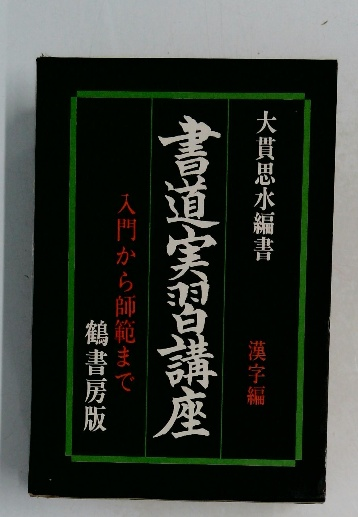 大貫思水編書
漢字編
書道実習講座
入門から師範まで
鶴書房版